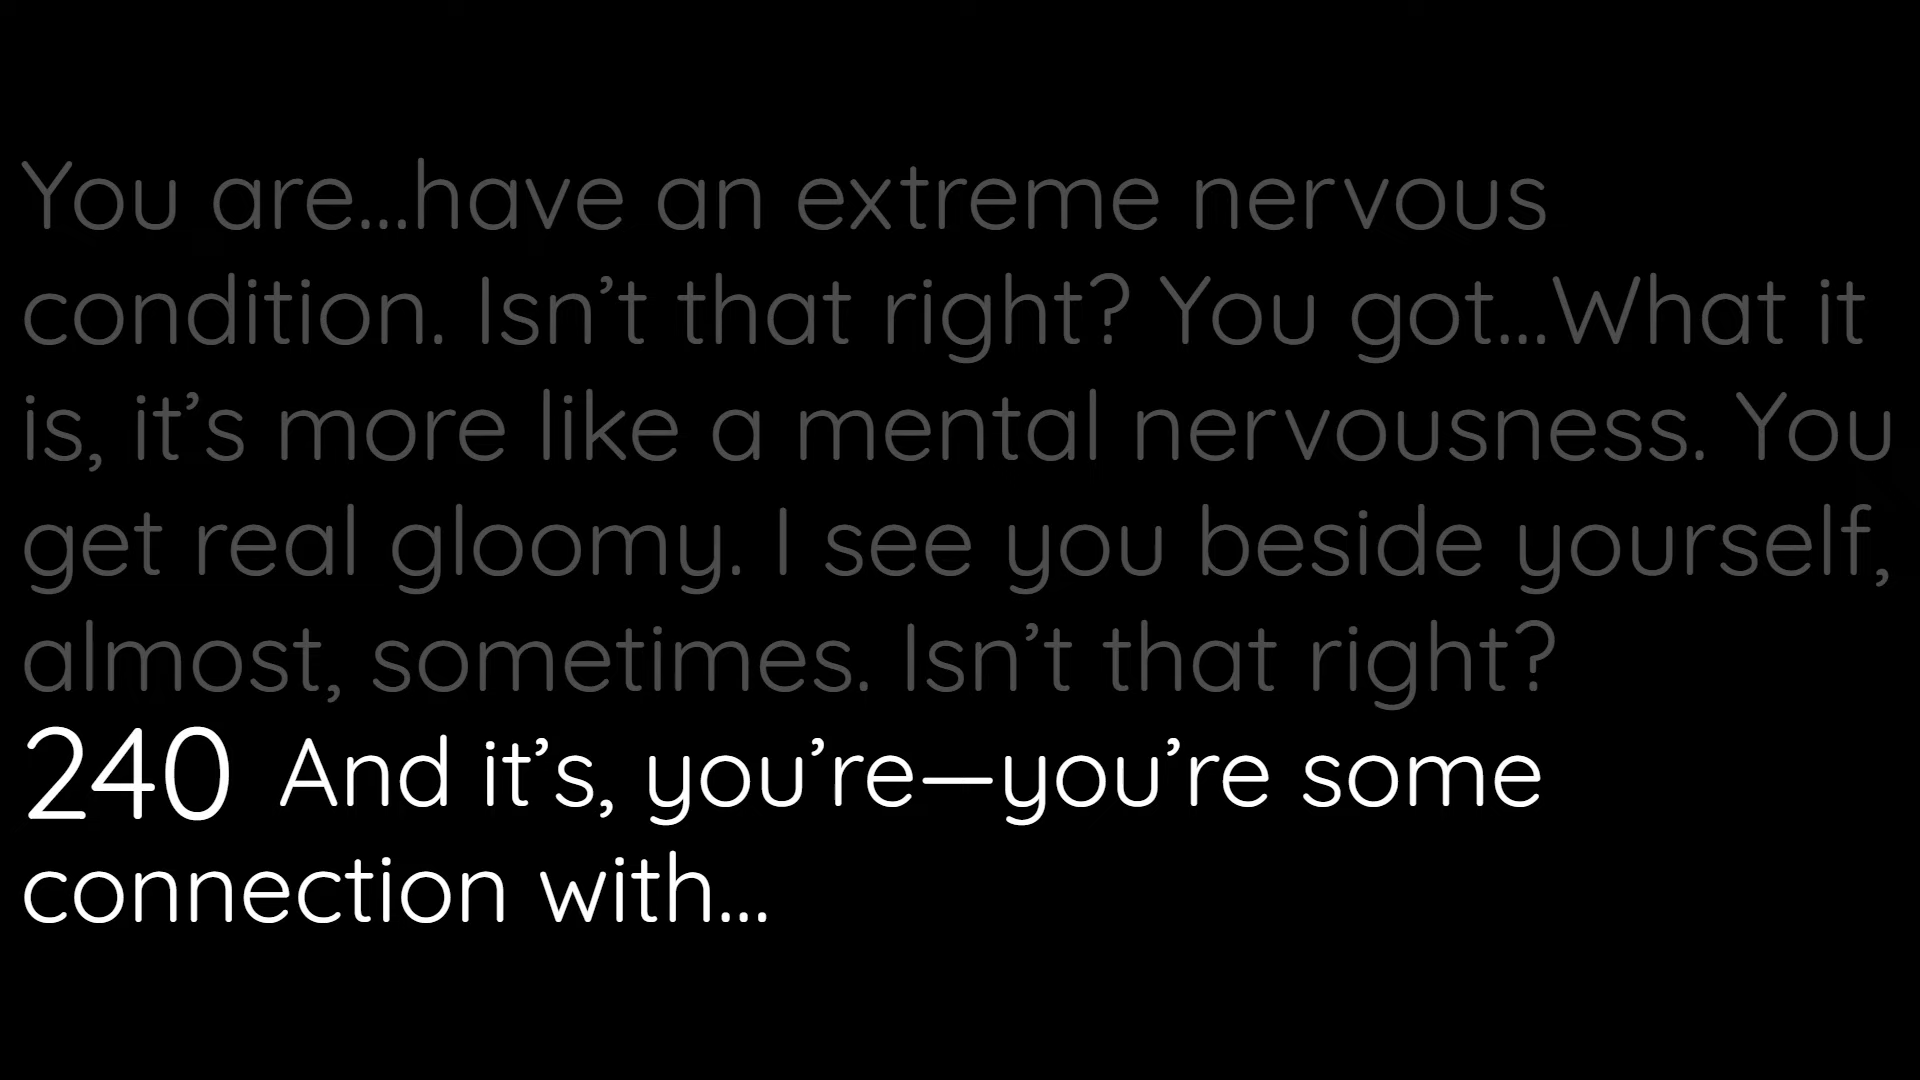 You are...have an extreme nervous
condition. Isn’t that right? You got...What it
is, it’s more like a mental nervousness. You
get real gloomy. I see you beside yourself,
almost, sometimes. Isn’t that right?
240 And it’s, you’re—you’re some
connection with...